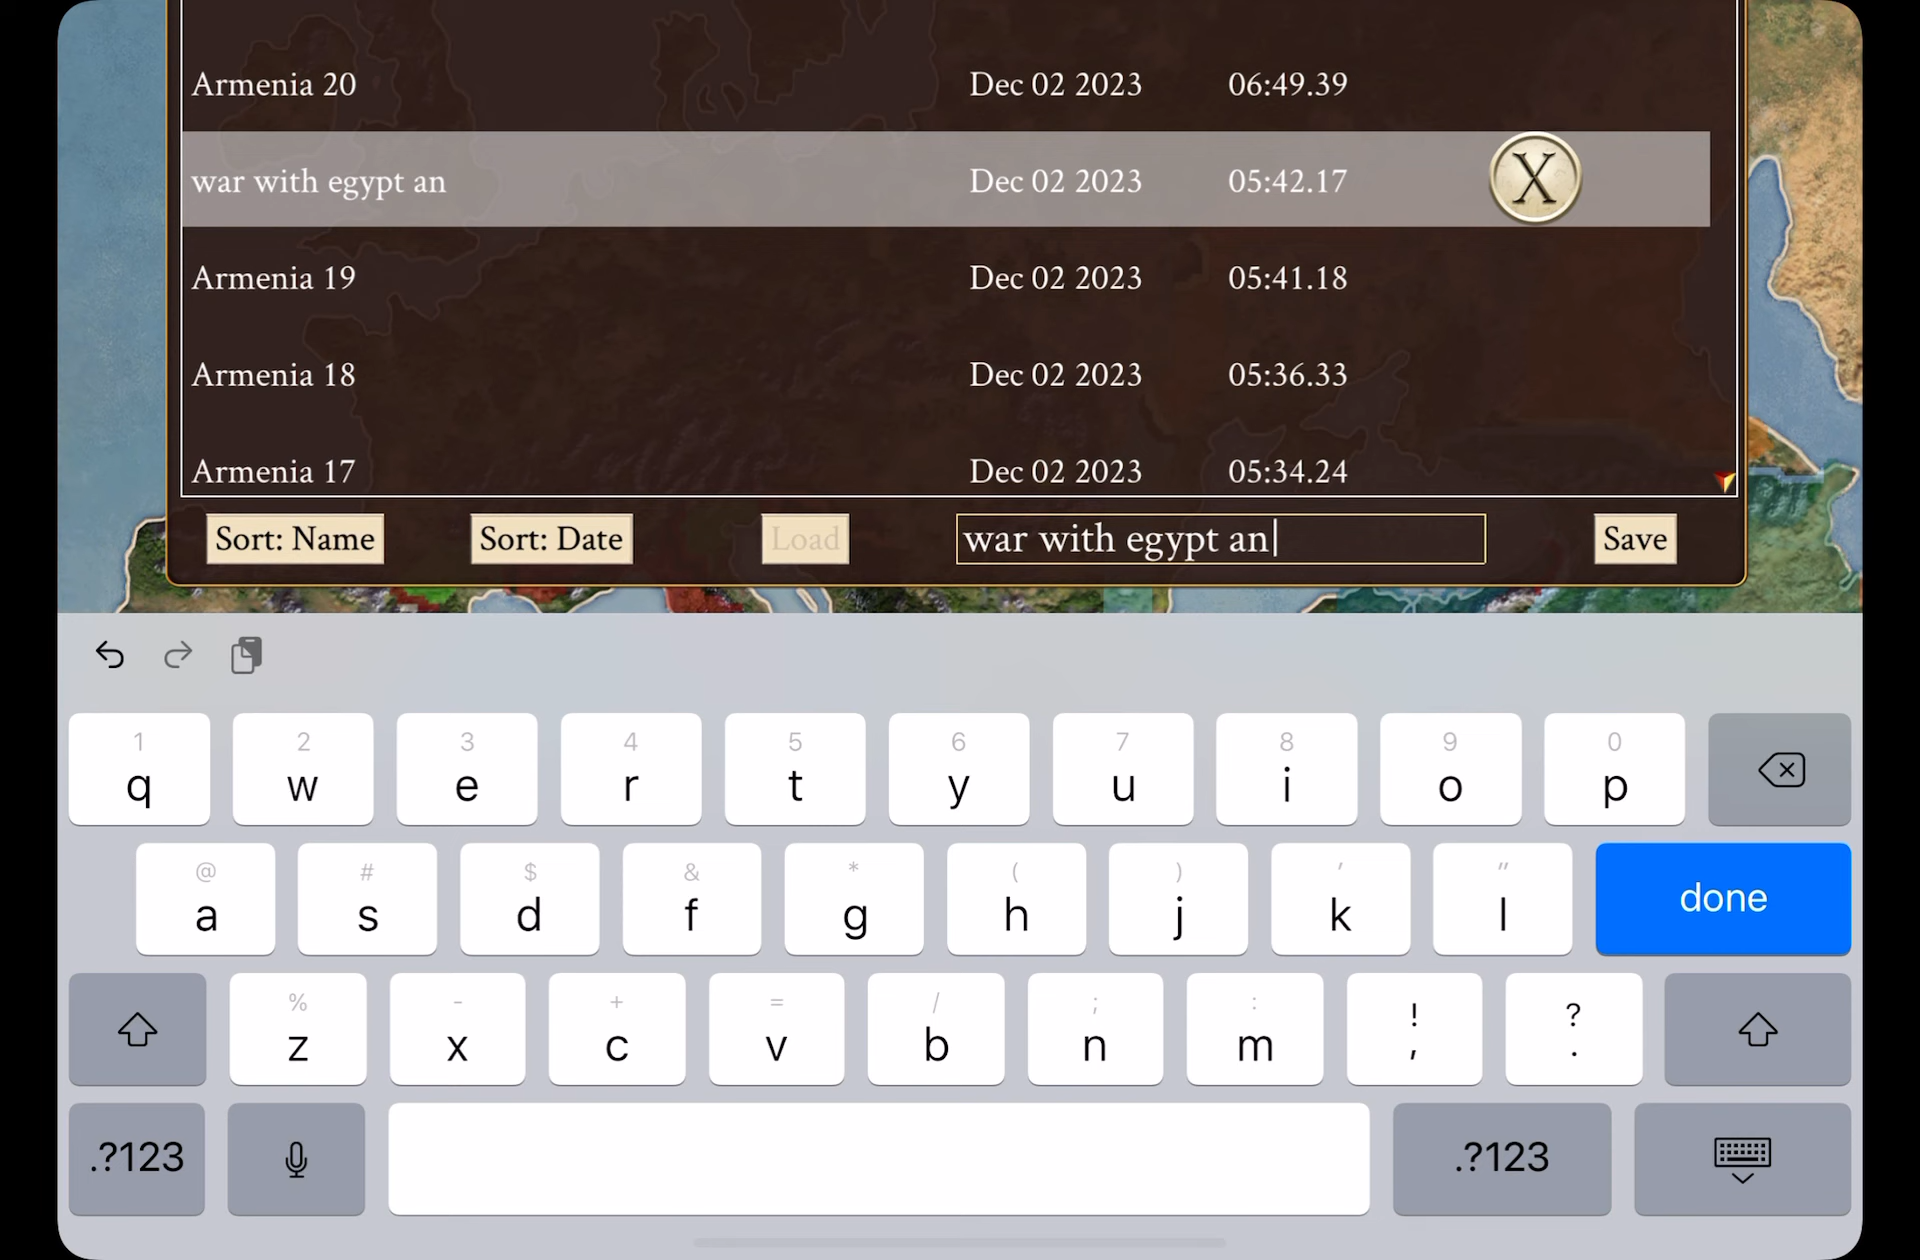 Armenia 20 Dec 02 2023 06:49.39
war with egypt an Dec 02 2023 05:42.17 X
Armenia 19 Dec 02 2023 05:41.18
Armenia 18 Dec 02 2023 05:36.33
Armenia 17 Dec 02 2023 05:34.24
Sort: Name Sort: Date Load war with egypt an Save
1 2 3 4 5 6 7 8 9 0
q w e r t y u i o p
@ # $ & * ( ) ' "
a s d f g h j k l done
% - + = / ; : ! ?
z x c v b n m , .
.?123 .?123